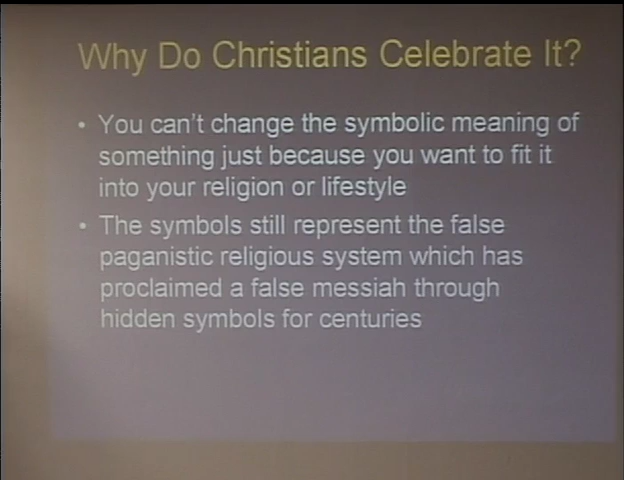 Why Do Christians Celebrate It?
• You can't change the symbolic meaning of
something just because you want to fit it
into your religion or lifestyle
• The symbols still represent the false
paganistic religious system which has
proclaimed a false messiah through
hidden symbols for centuries